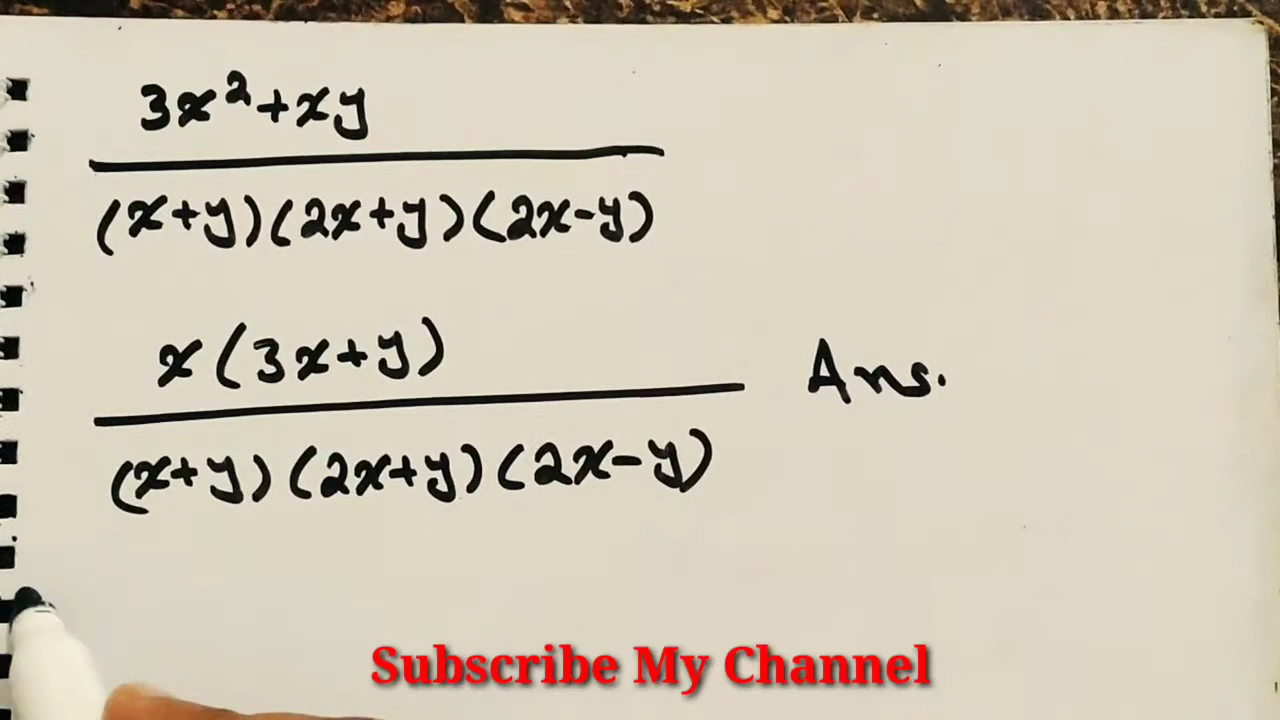 3x²+xy
(x+y)(2x+y)(2x-y)
x(3x+y)
Ans.
(x+y)(2x+y)(2x-y)
Subscribe My Channel